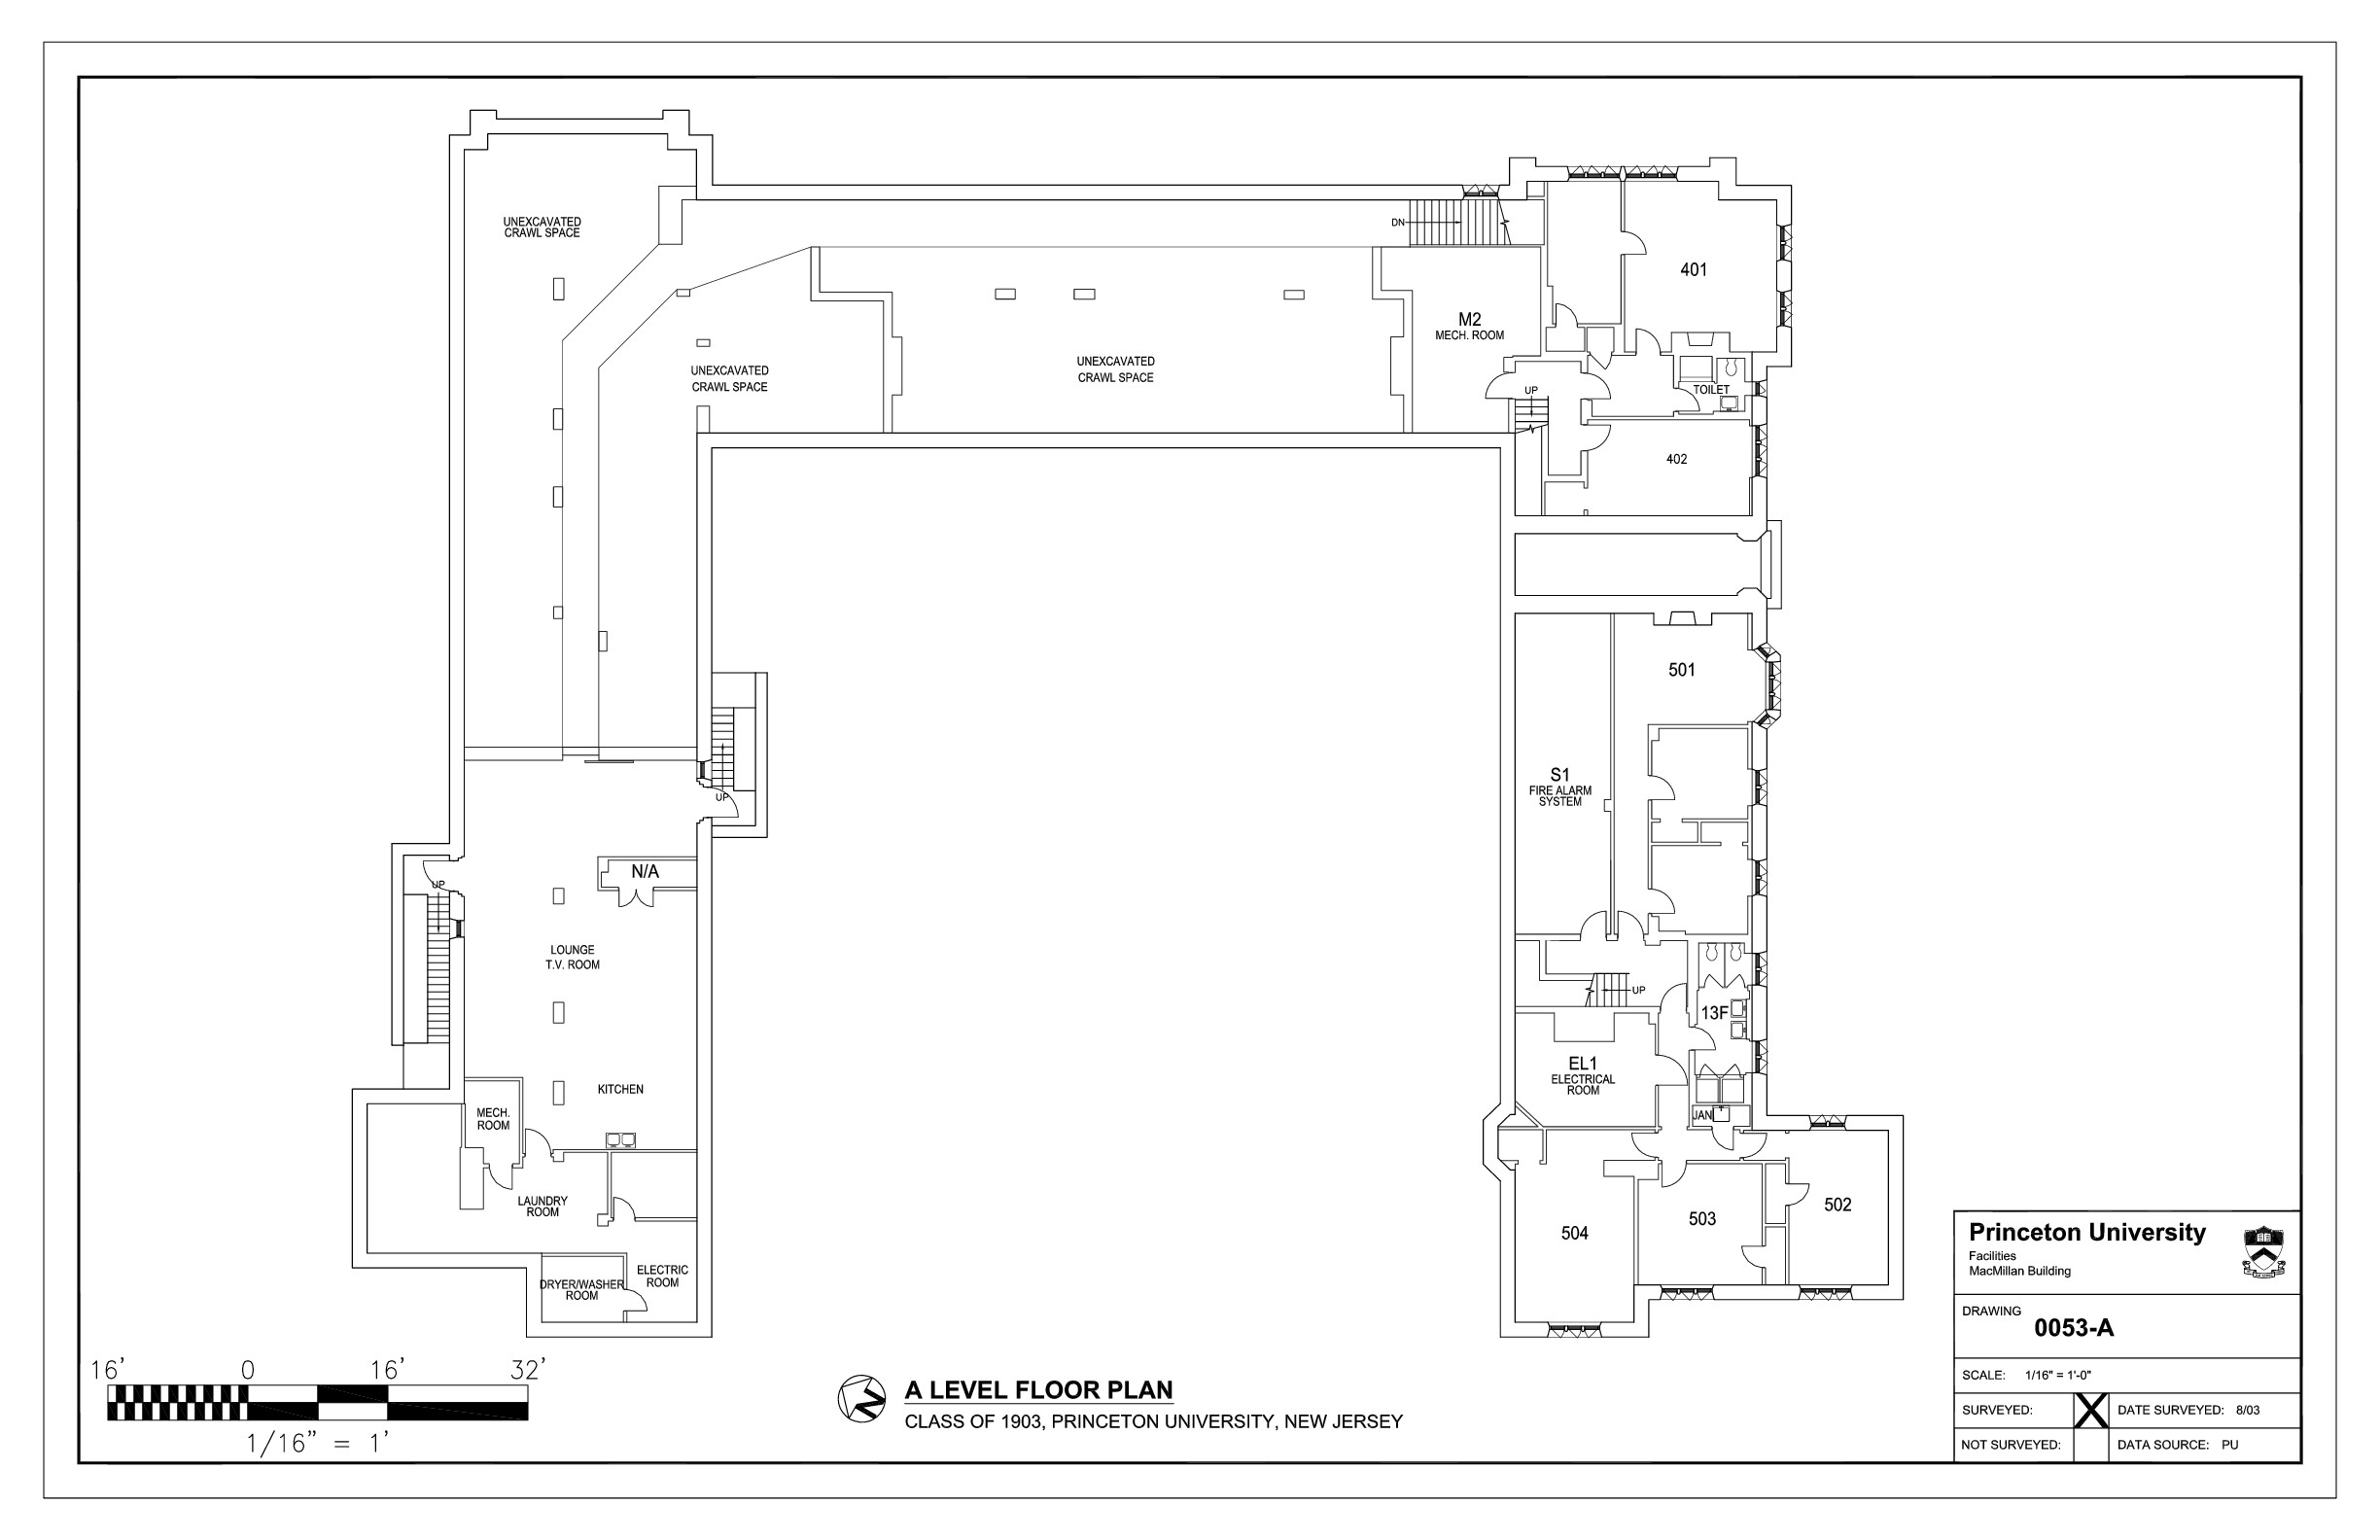 UNEXCAVATED
CRAWL SPACE
DN
401
M2
MECH. ROOM
UNEXCAVATED
CRAWL SPACE
UNEXCAVATED
CRAWL SPACE
UP
TOILET
402
501
S1
FIRE ALARM
SYSTEM
UP
N/A
UP
LOUNGE
T.V. ROOM
UP
13F
EL1
ELECTRICAL
ROOM
KITCHEN
MECH.
ROOM
JAN
LAUNDRY
ROOM
502
503
504
ELECTRIC
ROOM
DRYER/WASHER
ROOM
Princeton University
Facilities
MacMillan Building
DRAWING
0053-A
SCALE: 1/16" = 1'-0"
SURVEYED: X DATE SURVEYED: 8/03
NOT SURVEYED: DATA SOURCE: PU
16' 0 16' 32'
1/16" = 1'
N
A LEVEL FLOOR PLAN
CLASS OF 1903, PRINCETON UNIVERSITY, NEW JERSEY